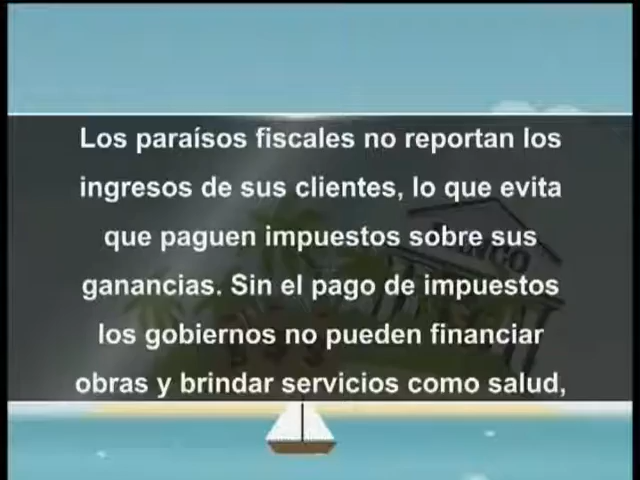 Los paraísos fiscales no reportan los
ingresos de sus clientes, lo que evita
que paguen impuestos sobre sus
ganancias. Sin el pago de impuestos
los gobiernos no pueden financiar
obras y brindar servicios como salud,